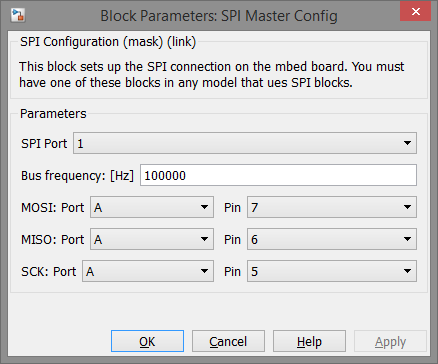 Block Parameters: SPI Master Config
SPI Configuration (mask) (link)
This block sets up the SPI connection on the mbed board. You must
have one of these blocks in any model that ues SPI blocks.
Parameters
SPI Port 1
Bus frequency: [Hz] 100000
MOSI: Port A Pin 7
MISO: Port A Pin 6
SCK: Port A Pin 5
OK Cancel Help Apply